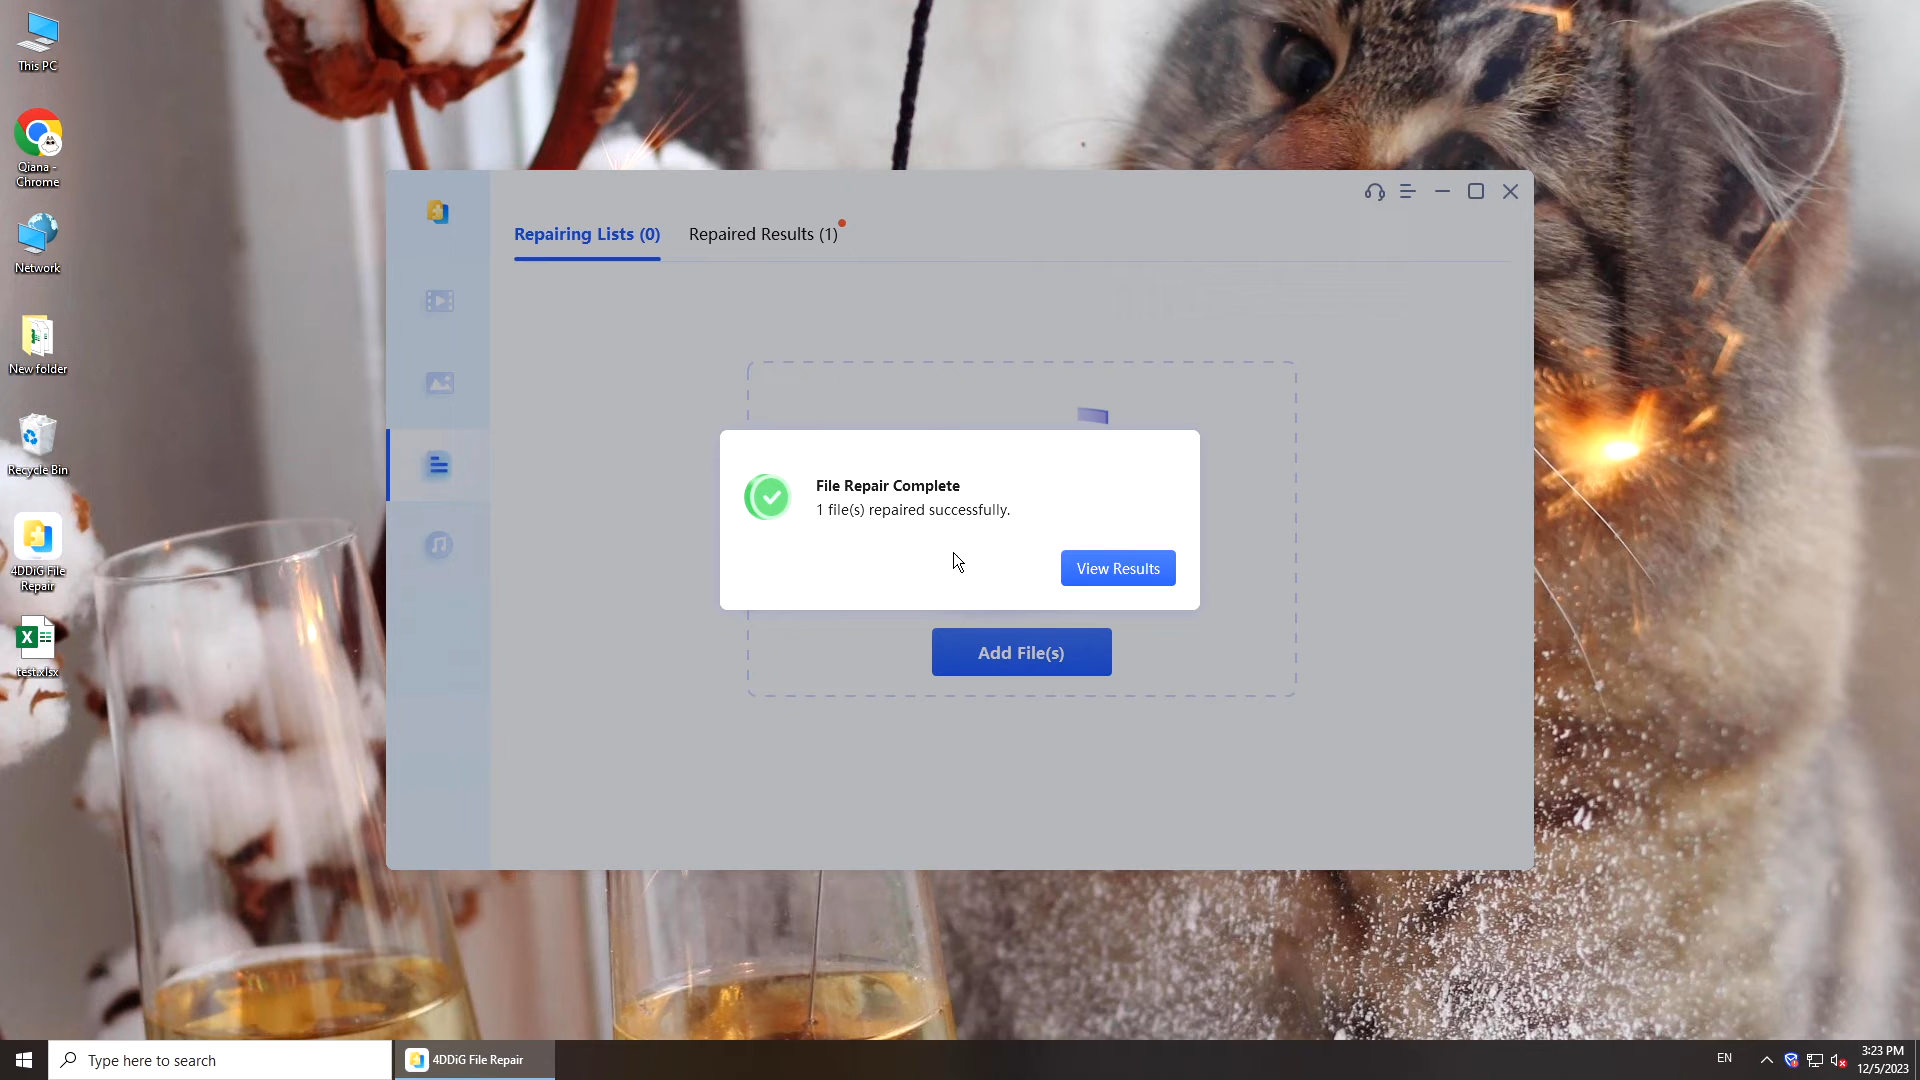 This PC
Qiana -
Chrome
Network
New folder
Recycle Bin
4DDiG File
Repair
test.xlsx
Repairing Lists (0)
Repaired Results (1)
File Repair Complete
1 file(s) repaired successfully.
View Results
Add File(s)
Type here to search
4DDiG File Repair
EN
3:23 PM
12/5/2023